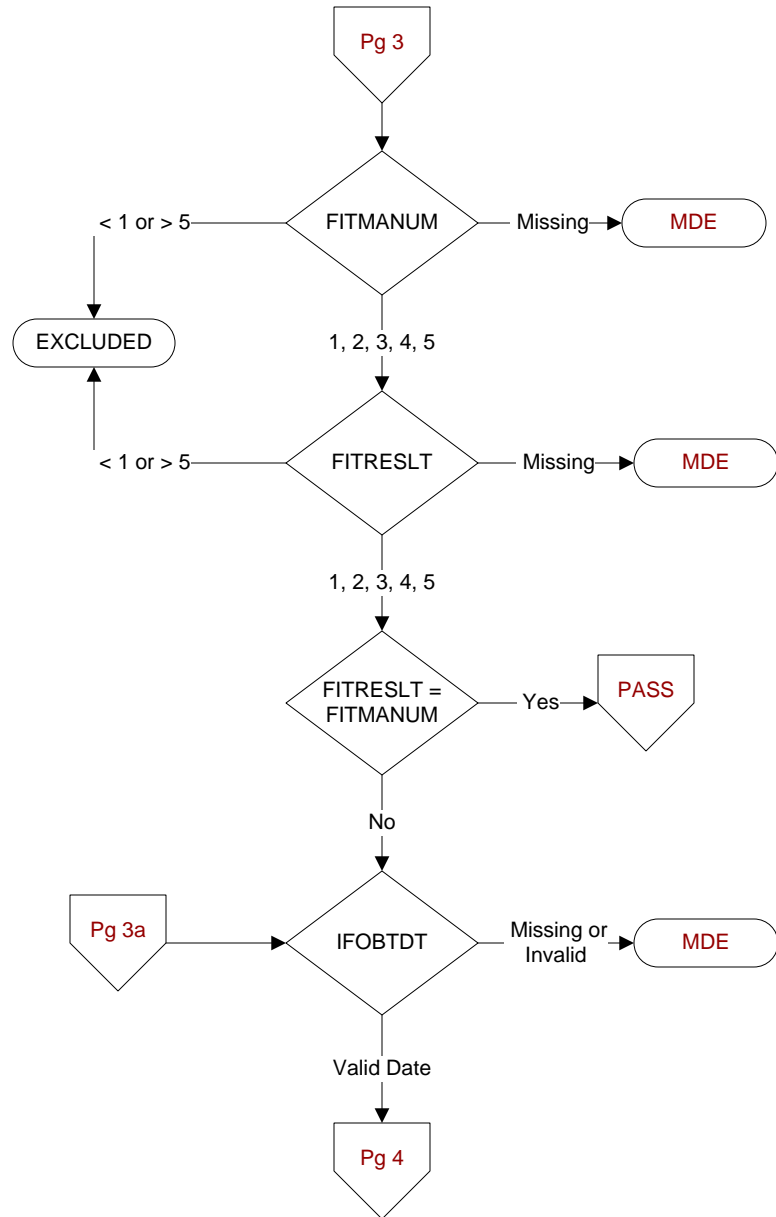 Pg 3
FITMANUM
< 1 or > 5
Missing
MDE
EXCLUDED
1, 2, 3, 4, 5
FITRESLT
< 1 or > 5
Missing
MDE
1, 2, 3, 4, 5
FITRESLT =
FITMANUM
Yes
PASS
No
Pg 3a
IFOBTDT
Missing or
Invalid
MDE
Valid Date
Pg 4